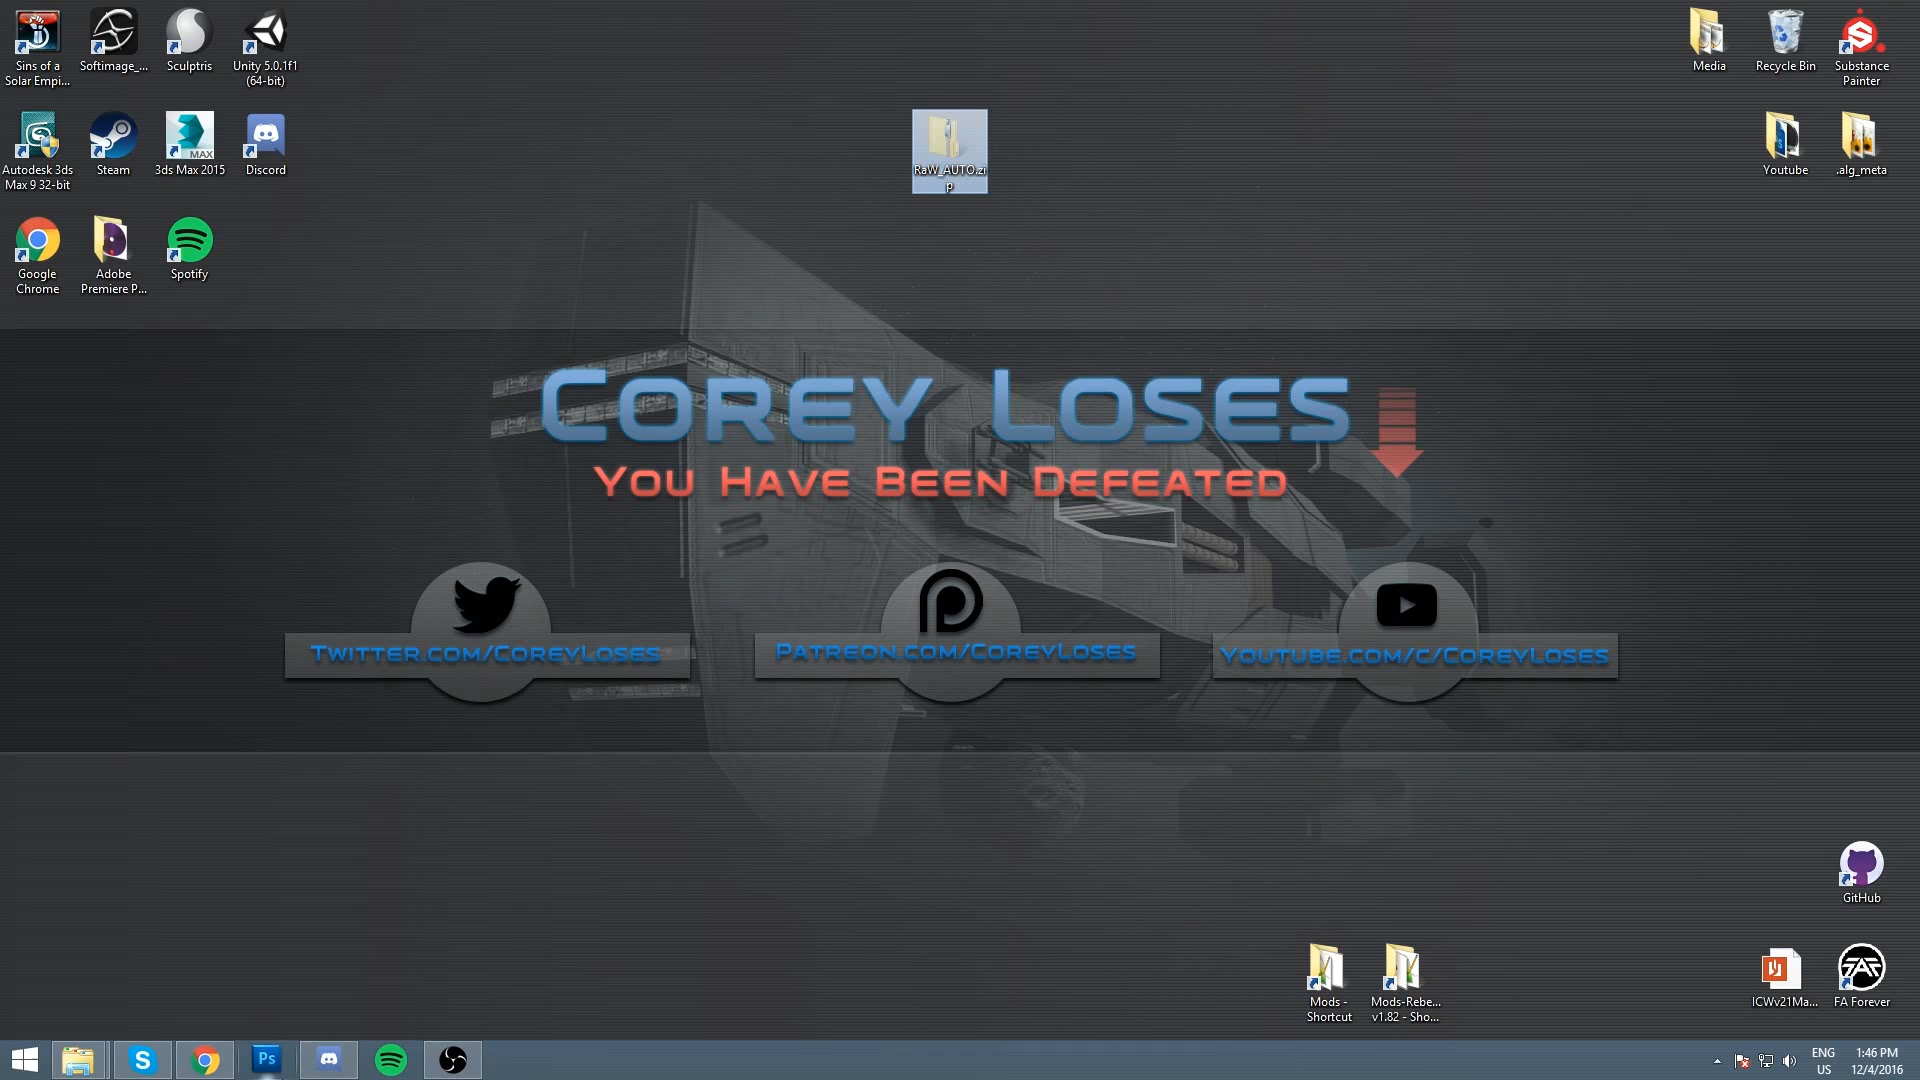 Sins of a
Solar Empi...
Softimage_...
Sculptris
Unity 5.0.1f1
(64-bit)
Media
Recycle Bin
Substance
Painter
Autodesk 3ds
Max 9 32-bit
Steam
MAX
3ds Max 2015
Discord
RaW_AUTO.zi
p
Youtube
.alg_meta
Google
Chrome
Adobe
Premiere P...
Spotify
COREY LOSES
YOU HAVE BEEN DEFEATED
TWITTER.COM/COREYLOSES
PATREON.COM/COREYLOSES
YOUTUBE.COM/C/COREYLOSES
GitHub
Mods -
Shortcut
Mods-Rebe...
v1.82 - Sho...
ICWv21Ma...
FAF
FA Forever
S
Ps
ENG
US
1:46 PM
12/4/2016